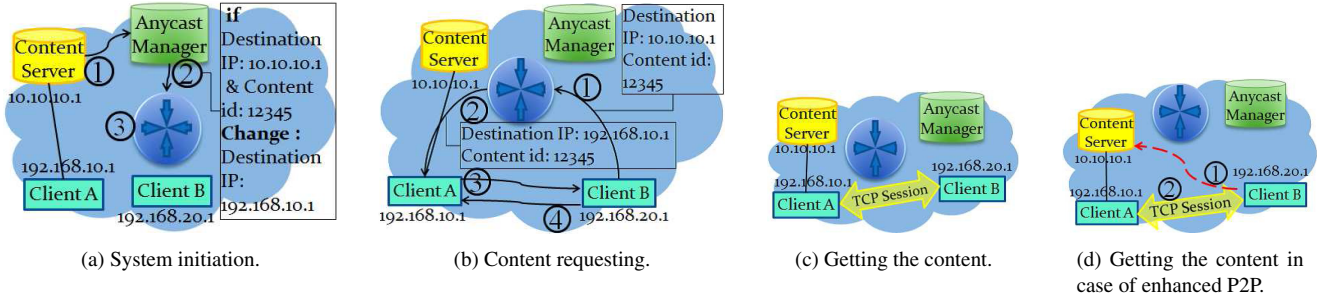 Content
Server
①
10.10.10.1
Anycast
Manager
②
③
192.168.10.1
Client A
Client B
192.168.20.1
if
Destination
IP: 10.10.10.1
& Content
id: 12345
Change :
Destination
IP:
192.168.10.1
(a) System initiation.
Content
Server
10.10.10.1
Anycast
Manager
Destination
IP: 10.10.10.1
Content id:
12345
①
②
Destination IP: 192.168.10.1
Content id: 12345
Client A
192.168.10.1
③
④
Client B
192.168.20.1
(b) Content requesting.
Content
Server
10.10.10.1
Anycast
Manager
192.168.10.1
Client A
TCP Session
192.168.20.1
Client B
(c) Getting the content.
Content
Server
10.10.10.1
Anycast
Manager
①
②
192.168.10.1
Client A
TCP Session
192.168.20.1
Client B
(d) Getting the content in
case of enhanced P2P.